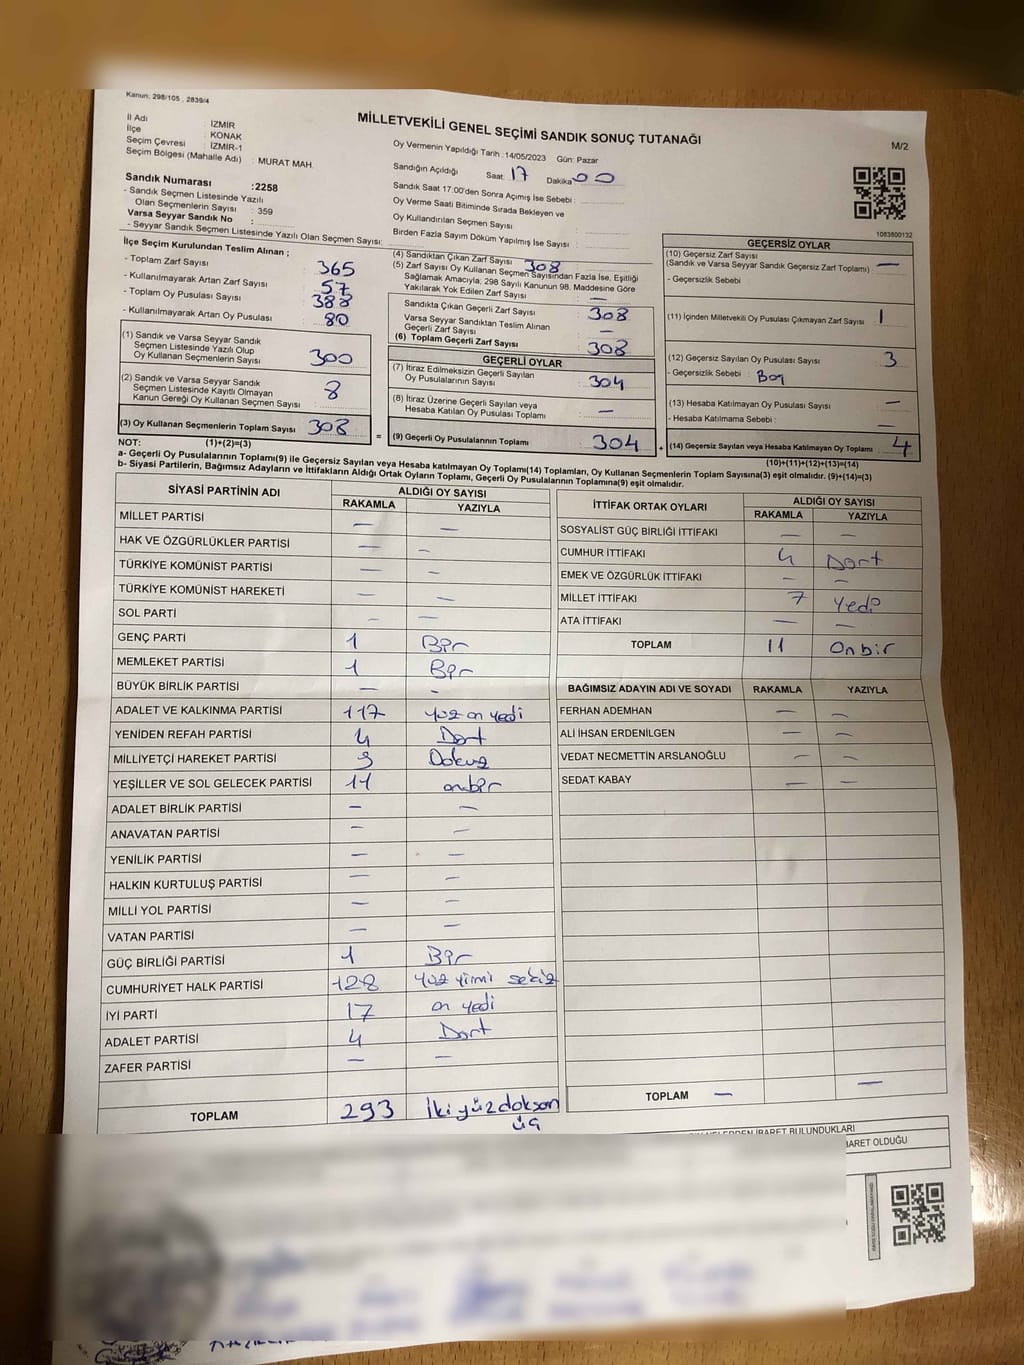 Kanun; 298/105 , 2839/4
MİLLETVEKİLİ GENEL SEÇİMİ SANDIK SONUÇ TUTANAĞI
M/2
İl Adı : İZMİR
İlçe : KONAK
Seçim Çevresi : İZMİR-1
Seçim Bölgesi (Mahalle Adı) : MURAT MAH.
Sandık Numarası :2258
- Sandık Seçmen Listesinde Yazılı
Olan Seçmenlerin Sayısı : 359
Varsa Seyyar Sandık No :
- Seyyar Sandık Seçmen Listesinde Yazılı Olan Seçmen Sayısı:
Oy Vermenin Yapıldığı Tarih :14/05/2023 Gün: Pazar
Sandığın Açıldığı Saat: 17 Dakika: 00
Sandık Saat 17:00'den Sonra Açımış İse Sebebi :
Oy Verme Saati Bitiminde Sırada Bekleyen ve
Oy Kullandırılan Seçmen Sayısı :
Birden Fazla Sayım Döküm Yapılmış İse Sayısı :
1083800132
İlçe Seçim Kurulundan Teslim Alınan ;
- Toplam Zarf Sayısı : 365
- Kullanılmayarak Artan Zarf Sayısı : 57
- Toplam Oy Pusulası Sayısı : 388
- Kullanılmayarak Artan Oy Pusulası : 80
(1) Sandık ve Varsa Seyyar Sandık
Seçmen Listesinde Yazılı Olup
Oy Kullanan Seçmenlerin Sayısı : 300
(2) Sandık ve Varsa Seyyar Sandık
Seçmen Listesinde Kayıtlı Olmayan
Kanun Gereği Oy Kullanan Seçmen Sayısı : 8
(3) Oy Kullanan Seçmenlerin Toplam Sayısı : 308
(4) Sandıktan Çıkan Zarf Sayısı : 308
(5) Zarf Sayısı Oy Kullanan Seçmen Sayısından Fazla İse, Eşitliği
Sağlamak Amacıyla, 298 Sayılı Kanunun 98. Maddesine Göre
Yakılarak Yok Edilen Zarf Sayısı : —
Sandıkta Çıkan Geçerli Zarf Sayısı : 308
Varsa Seyyar Sandıktan Teslim Alınan
Geçerli Zarf Sayısı : —
(6) Toplam Geçerli Zarf Sayısı : 308
GEÇERLİ OYLAR
(7) İtiraz Edilmeksizin Geçerli Sayılan
Oy Pusulalarının Sayısı : 304
(8) İtiraz Üzerine Geçerli Sayılan veya
Hesaba Katılan Oy Pusulası Toplamı : —
= (9) Geçerli Oy Pusulalarının Toplamı : 304
GEÇERSİZ OYLAR
(10) Geçersiz Zarf Sayısı
(Sandık ve Varsa Seyyar Sandık Geçersiz Zarf Toplamı) : —
- Geçersizlik Sebebi :
(11) İçinden Milletvekili Oy Pusulası Çıkmayan Zarf Sayısı : 1
(12) Geçersiz Sayılan Oy Pusulası Sayısı : 3
- Geçersizlik Sebebi : Boş
(13) Hesaba Katılmayan Oy Pusulası Sayısı : —
- Hesaba Katılmama Sebebi : —
+ (14) Geçersiz Sayılan veya Hesaba Katılmayan Oy Toplamı : 4
NOT: (1)+(2)=(3)
(10)+(11)+(12)+(13)=(14)
a- Geçerli Oy Pusulasının Toplamı(9) ile Geçersiz Sayılan veya Hesaba katılmayan Oy Toplamı(14) Toplamları, Oy Kullanan Seçmenlerin Toplam Sayısına(3) eşit olmalıdır. (9)+(14)=(3)
b- Siyasi Partilerin, Bağımsız Adayların ve İttifakların Aldığı Ortak Oyların Toplamı, Geçerli Oy Pusulasının Toplamına(9) eşit olmalıdır.
SİYASİ PARTİNİN ADI ALDIĞI OY SAYISI
RAKAMLA YAZIYLA
MİLLET PARTİSİ — —
HAK VE ÖZGÜRLÜKLER PARTİSİ — —
TÜRKİYE KOMÜNİST PARTİSİ — —
TÜRKİYE KOMÜNİST HAREKETİ — —
SOL PARTİ — —
GENÇ PARTİ 1 Bir
MEMLEKET PARTİSİ 1 Bir
BÜYÜK BİRLİK PARTİSİ — —
ADALET VE KALKINMA PARTİSİ 117 yüz on yedi
YENİDEN REFAH PARTİSİ 4 Dört
MİLLİYETÇİ HAREKET PARTİSİ 9 Dokuz
YEŞİLLER VE SOL GELECEK PARTİSİ 11 onbir
ADALET BİRLİK PARTİSİ — —
ANAVATAN PARTİSİ — —
YENİLİK PARTİSİ — —
HALKIN KURTULUŞ PARTİSİ — —
MİLLİ YOL PARTİSİ — —
VATAN PARTİSİ — —
GÜÇ BİRLİĞİ PARTİSİ 1 Bir
CUMHURİYET HALK PARTİSİ 128 yüz yirmi sekiz
İYİ PARTİ 17 on yedi
ADALET PARTİSİ 4 Dört
ZAFER PARTİSİ — —
TOPLAM 293 İki yüz doksan
üç
İTTİFAK ORTAK OYLARI ALDIĞI OY SAYISI
RAKAMLA YAZIYLA
SOSYALİST GÜÇ BİRLİĞİ İTTİFAKI — —
CUMHUR İTTİFAKI 4 Dört
EMEK VE ÖZGÜRLÜK İTTİFAKI — —
MİLLET İTTİFAKI 7 Yedi
ATA İTTİFAKI — —
TOPLAM 11 Onbir
BAĞIMSIZ ADAYIN ADI VE SOYADI RAKAMLA YAZIYLA
FERHAN ADEMHAN — —
ALİ İHSAN ERDENİLGEN — —
VEDAT NECMETTİN ARSLANOĞLU — —
SEDAT KABAY — —
TOPLAM — —
NELERDEN İBARET BULUNDUKLARI
İBARET OLDUĞU